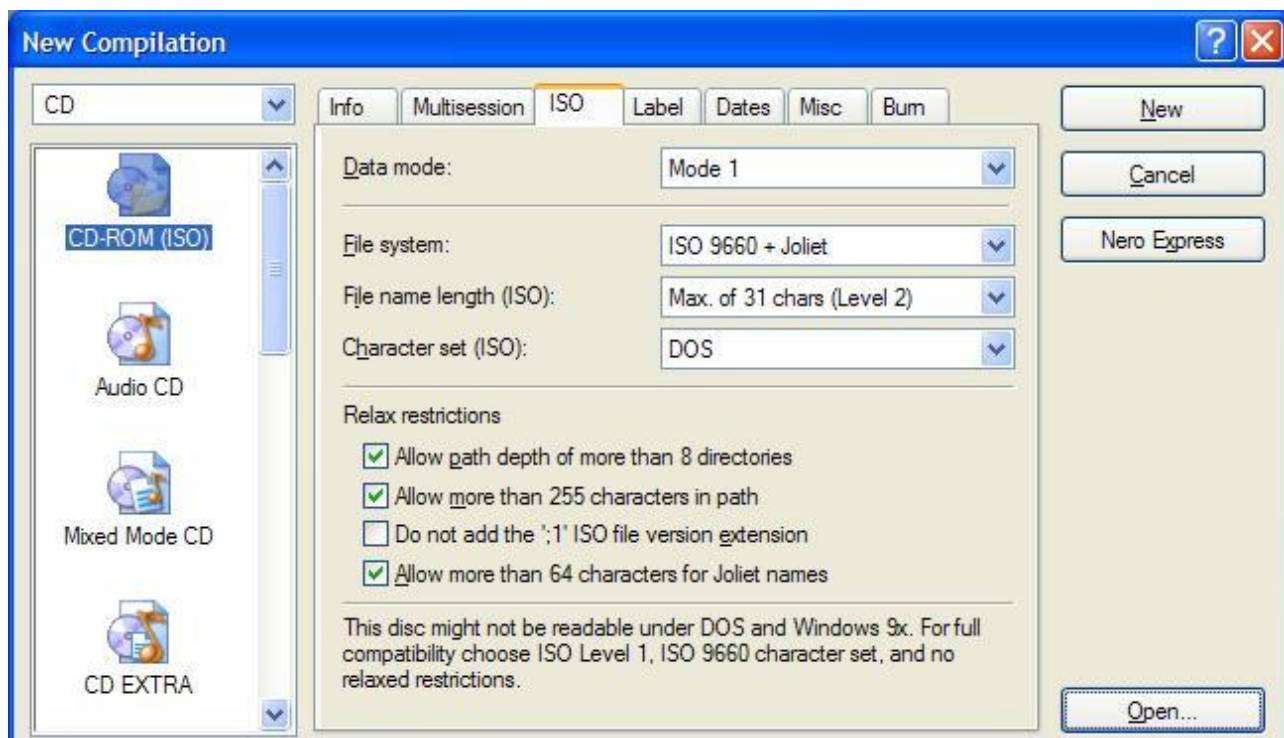 New Compilation
CD
CD-ROM (ISO)
Audio CD
Mixed Mode CD
CD EXTRA
Info Multisession ISO Label Dates Misc Burn
Data mode: Mode 1
File system: ISO 9660 + Joliet
File name length (ISO): Max. of 31 chars (Level 2)
Character set (ISO): DOS
Relax restrictions
Allow path depth of more than 8 directories
Allow more than 255 characters in path
Do not add the ';1' ISO file version extension
Allow more than 64 characters for Joliet names
This disc might not be readable under DOS and Windows 9x. For full
compatibility choose ISO Level 1, ISO 9660 character set, and no
relaxed restrictions.
New
Cancel
Nero Express
Open...